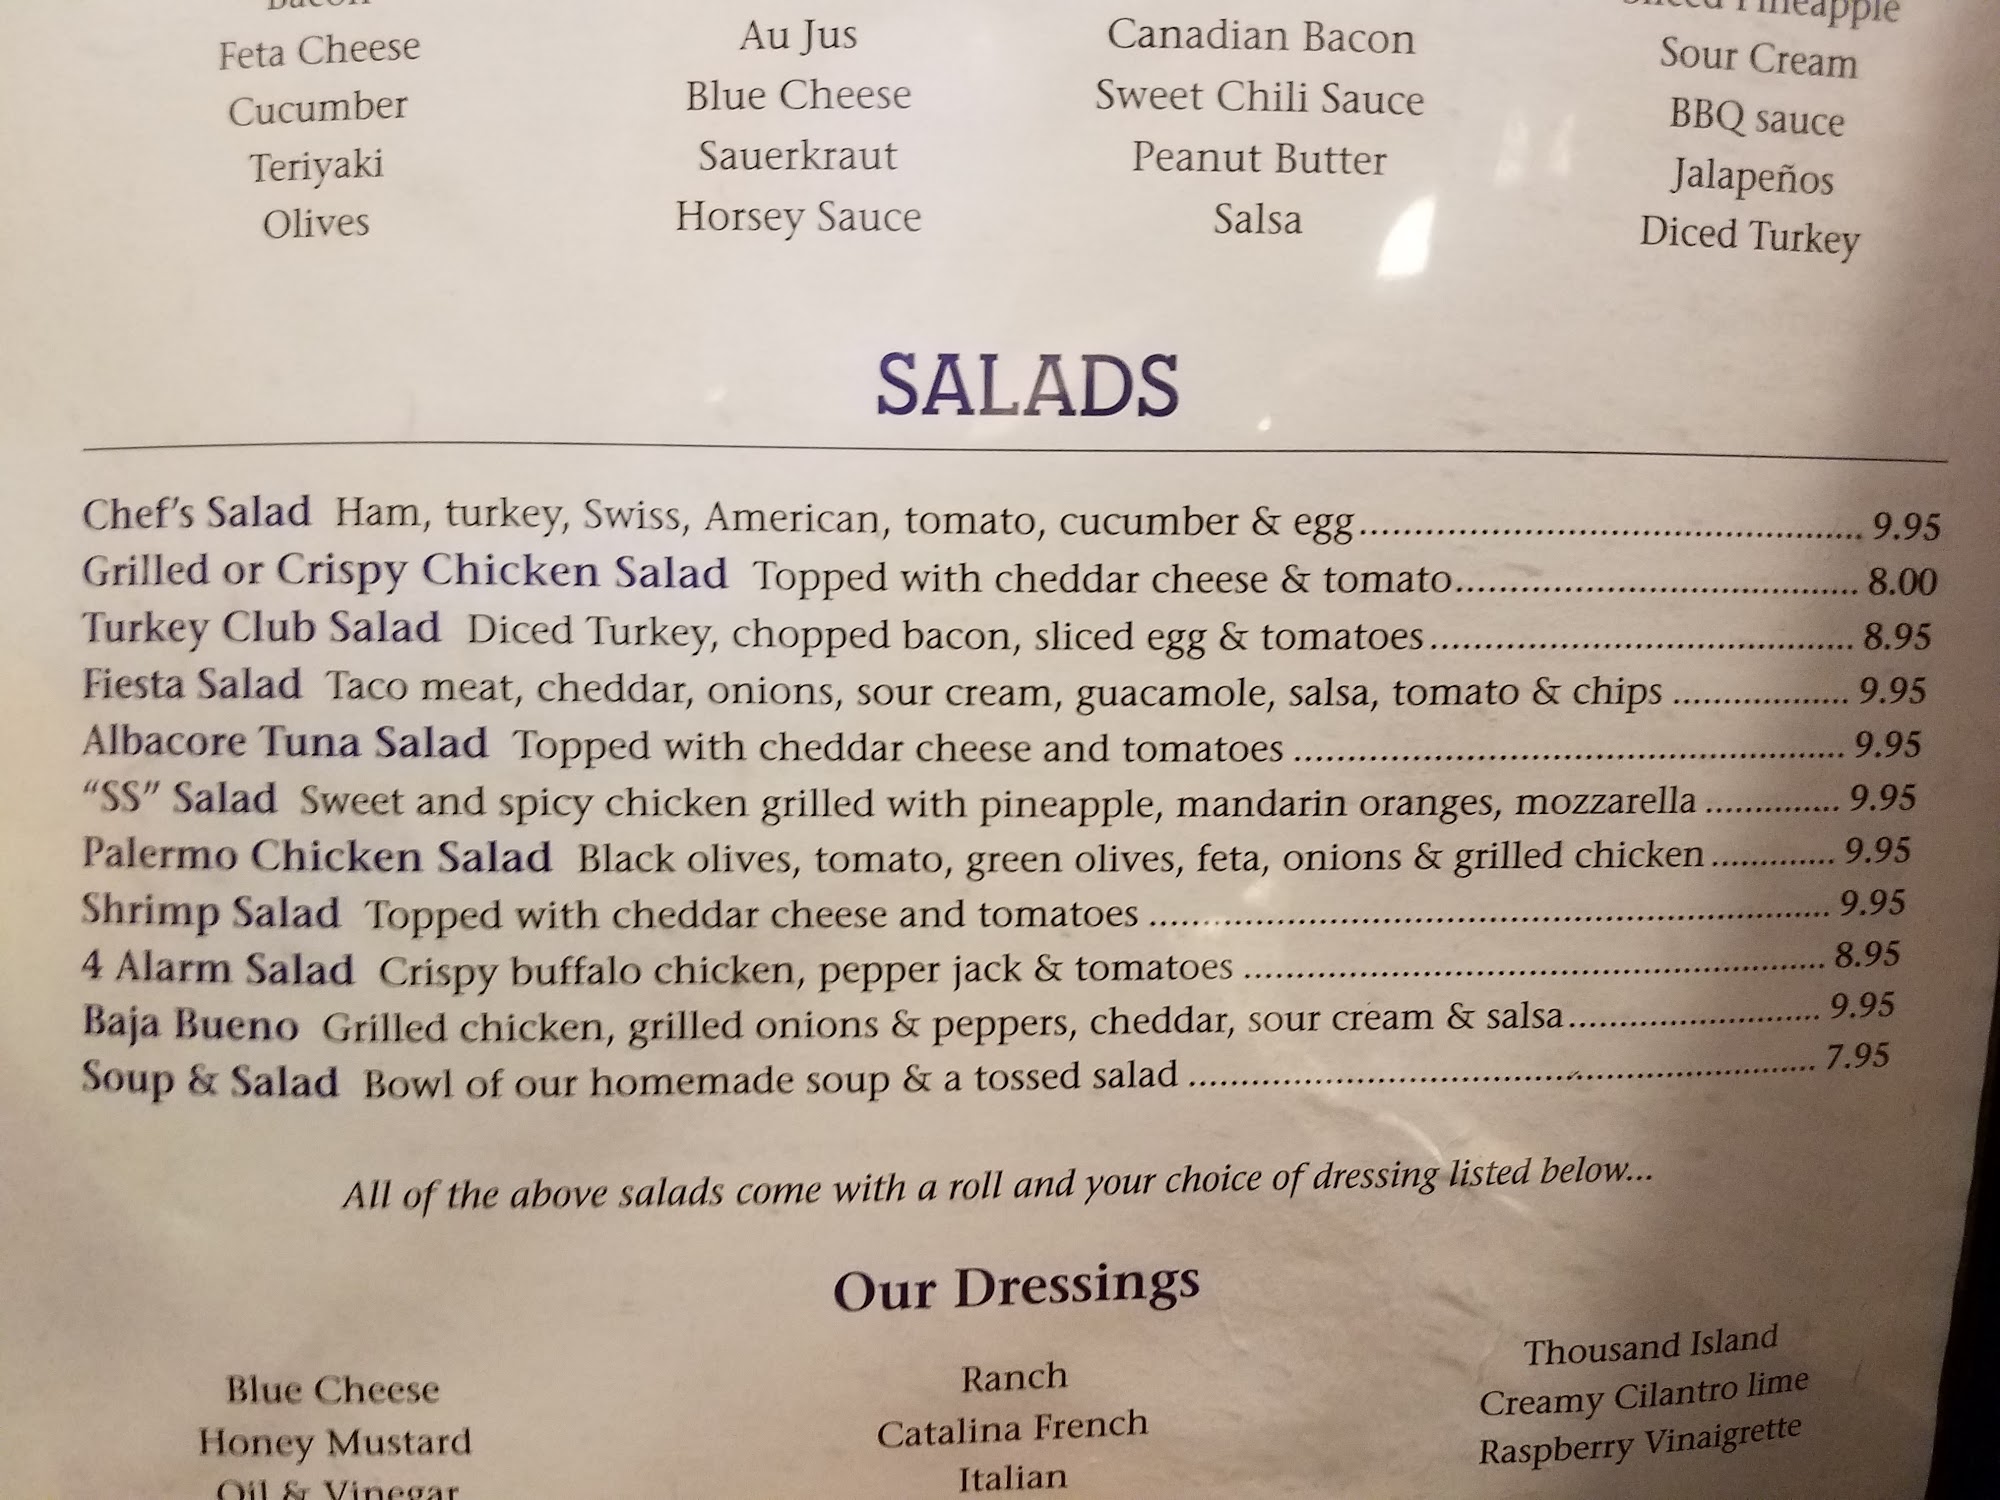 Bacon
Feta Cheese
Cucumber
Teriyaki
Olives
Au Jus
Blue Cheese
Sauerkraut
Horsey Sauce
Canadian Bacon
Sweet Chili Sauce
Peanut Butter
Salsa
Sliced Pineapple
Sour Cream
BBQ sauce
Jalapeños
Diced Turkey
SALADS
Chef's Salad Ham, turkey, Swiss, American, tomato, cucumber & egg 9.95
Grilled or Crispy Chicken Salad Topped with cheddar cheese & tomato 8.00
Turkey Club Salad Diced Turkey, chopped bacon, sliced egg & tomatoes 8.95
Fiesta Salad Taco meat, cheddar, onions, sour cream, guacamole, salsa, tomato & chips 9.95
Albacore Tuna Salad Topped with cheddar cheese and tomatoes 9.95
“SS” Salad Sweet and spicy chicken grilled with pineapple, mandarin oranges, mozzarella 9.95
Palermo Chicken Salad Black olives, tomato, green olives, feta, onions & grilled chicken 9.95
Shrimp Salad Topped with cheddar cheese and tomatoes 9.95
4 Alarm Salad Crispy buffalo chicken, pepper jack & tomatoes 8.95
Baja Bueno Grilled chicken, grilled onions & peppers, cheddar, sour cream & salsa 9.95
Soup & Salad Bowl of our homemade soup & a tossed salad 7.95
All of the above salads come with a roll and your choice of dressing listed below...
Our Dressings
Blue Cheese
Honey Mustard
Oil & Vinegar
Ranch
Catalina French
Italian
Thousand Island
Creamy Cilantro lime
Raspberry Vinaigrette